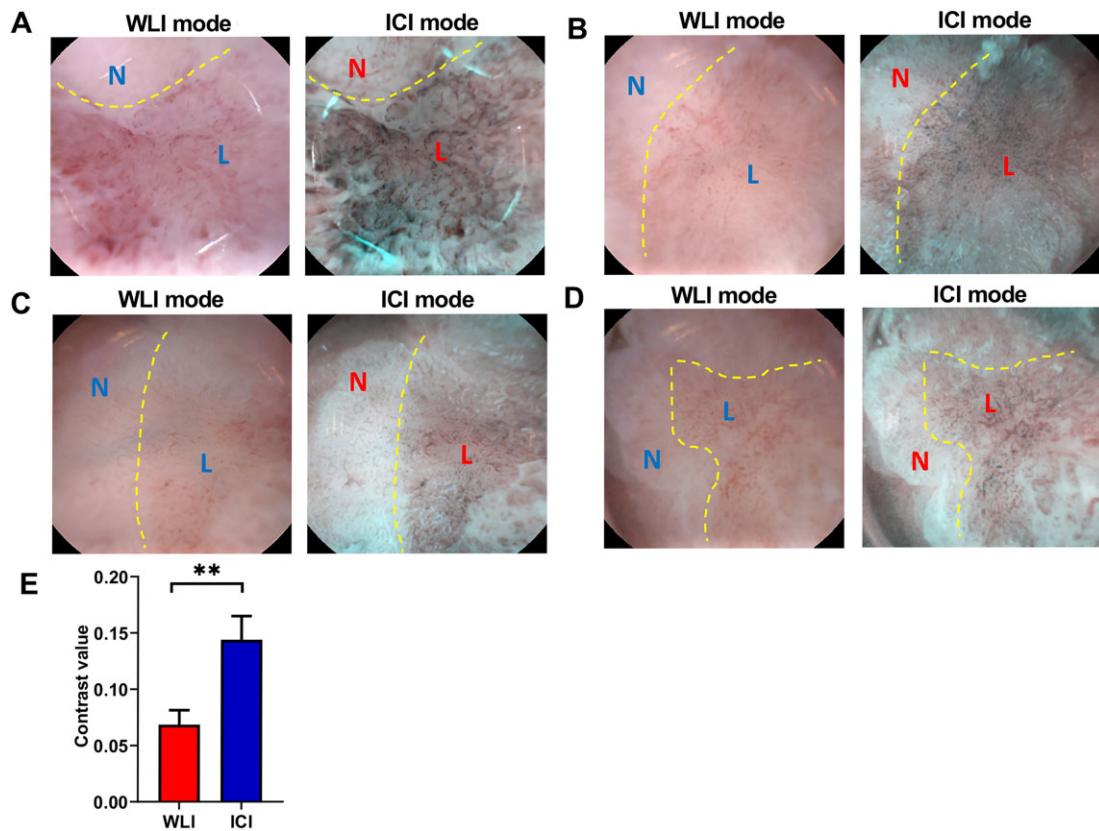 A
WLI mode
ICI mode
N
L
N
L
B
WLI mode
ICI mode
N
L
N
L
C
WLI mode
ICI mode
N
L
N
L
D
WLI mode
ICI mode
N
L
N
L
E
**
Contrast value
0.20
0.15
0.10
0.05
0.00
WLI
ICI